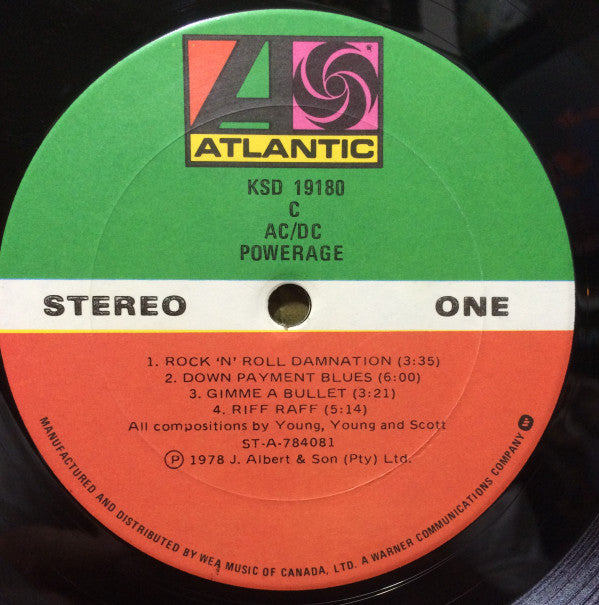 ATLANTIC
KSD 19180
C
AC/DC
POWERAGE
STEREO ONE
1. ROCK 'N' ROLL DAMNATION (3:35)
2. DOWN PAYMENT BLUES (6:00)
3. GIMME A BULLET (3:21)
4. RIFF RAFF (5:14)
All compositions by Young, Young and Scott
ST-A-784081
Ⓟ 1978 J. Albert & Son (Pty) Ltd.
MANUFACTURED AND DISTRIBUTED BY WEA MUSIC OF CANADA, LTD. A WARNER COMMUNICATIONS COMPANY